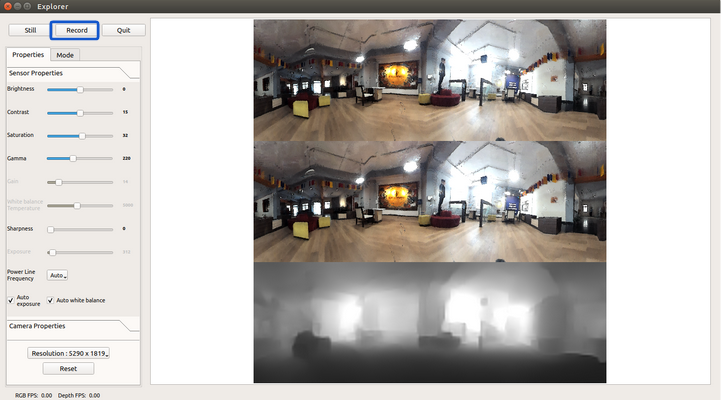 Explorer
Still Record Quit
Properties Mode
Sensor Properties
Brightness 0
Contrast 15
Saturation 32
Gamma 220
Gain
White balance
Temperature
Sharpness 0
Exposure
Power Line
Frequency
Auto
Auto
exposure
Auto white balance
Camera Properties
Resolution : 5290 x 1819
Reset
RGB FPS: 0.00 Depth FPS: 0.00